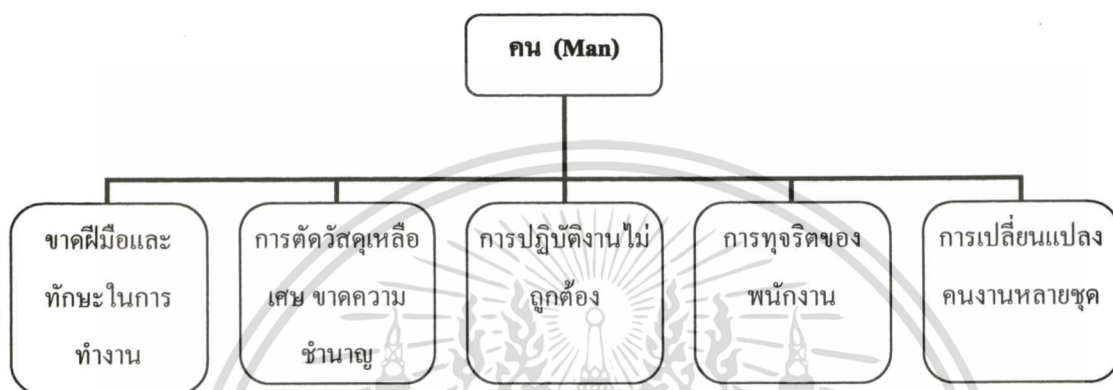 คน (Man)
ขาดฝีมือและ
ทักษะในการ
ทำงาน
การตัดวัสดุเหลือ
เศษ ขาดความ
ชำนาญ
การปฏิบัติงานไม่
ถูกต้อง
การทุจริตของ
พนักงาน
การเปลี่ยนแปลง
คนงานหลายชุด